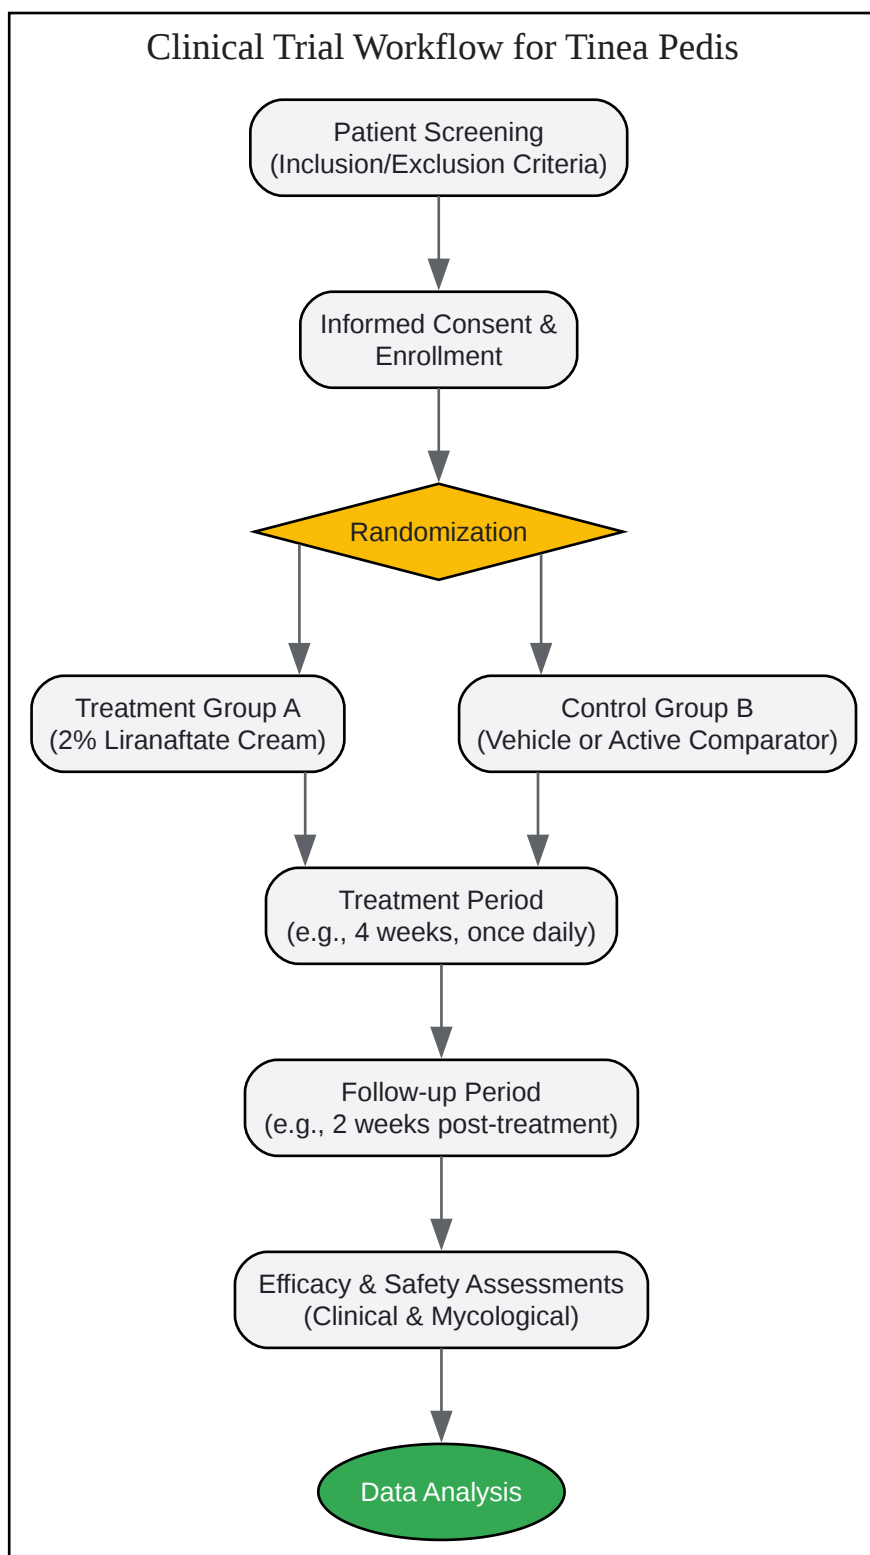 Clinical Trial Workflow for Tinea Pedis
Patient Screening
(Inclusion/Exclusion Criteria)
Informed Consent &
Enrollment
Randomization
Treatment Group A
(2% Liranaftate Cream)
Control Group B
(Vehicle or Active Comparator)
Treatment Period
(e.g., 4 weeks, once daily)
Follow-up Period
(e.g., 2 weeks post-treatment)
Efficacy & Safety Assessments
(Clinical & Mycological)
Data Analysis